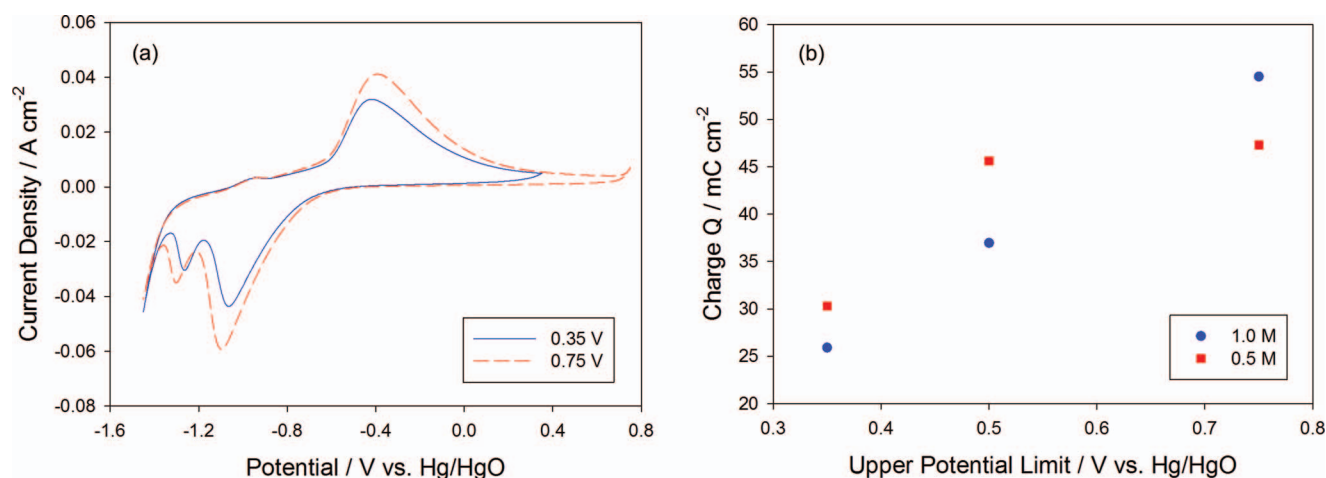 (a)
0.06
0.04
0.02
0.00
-0.02
-0.04
-0.06
-0.08
Current Density / A cm⁻²
0.35 V
0.75 V
-1.6 -1.2 -0.8 -0.4 0.0 0.4 0.8
Potential / V vs. Hg/HgO
(b)
60
55
50
45
40
35
30
25
20
Charge Q / mC cm⁻²
1.0 M
0.5 M
0.3 0.4 0.5 0.6 0.7 0.8
Upper Potential Limit / V vs. Hg/HgO